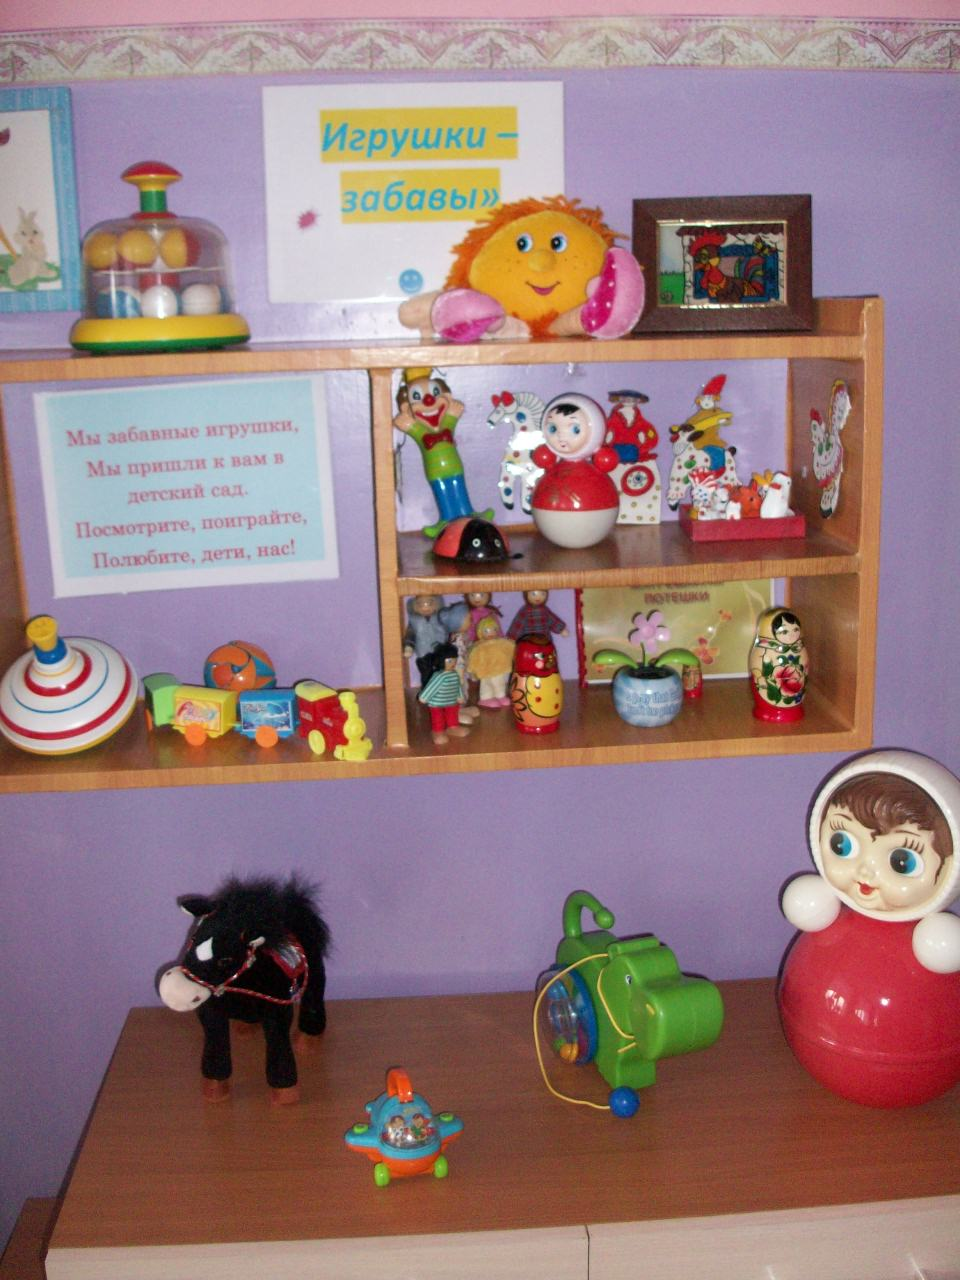 Игрушки –
забавы»
Мы забавные игрушки,
Мы пришли к вам в
детский сад.
Посмотрите, поиграйте,
Полюбите, дети, нас!
ПОТЕШКИ